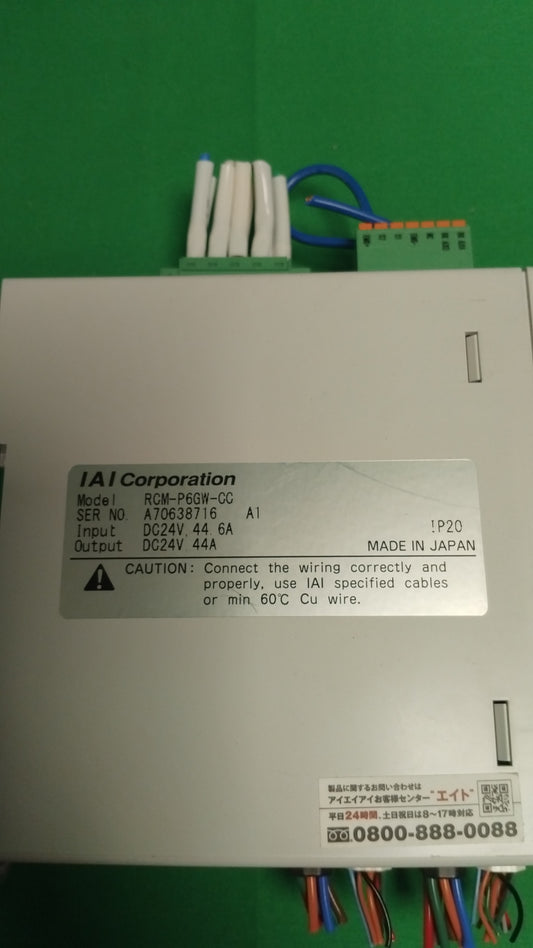 IAI Corporation
Model RCM-P6GW-CC
SER NO. A70638716 A1
Input DC24V, 44.6A !P20
Output DC24V, 44A MADE IN JAPAN
CAUTION: Connect the wiring correctly and
properly, use IAI specified cables
or min 60℃ Cu wire.
製品に関するお問い合わせは
アイエイアイお客様センター"エイト"
平日24時間、土日祝日は8〜17時対応
0800-888-0088